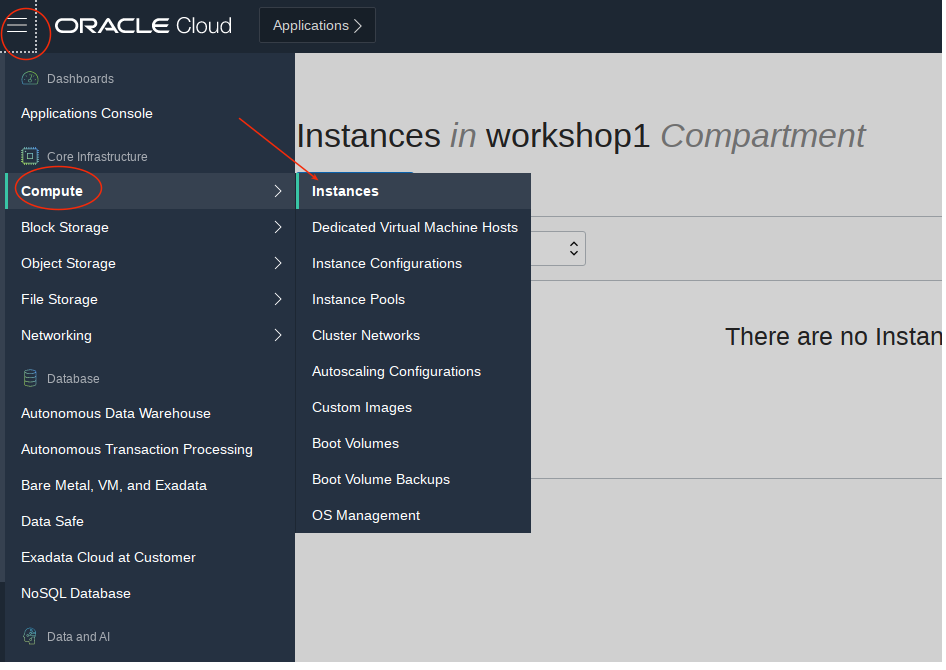 ORACLE Cloud
Applications
Dashboards
Applications Console
Core Infrastructure
Compute
Block Storage
Object Storage
File Storage
Networking
Database
Autonomous Data Warehouse
Autonomous Transaction Processing
Bare Metal, VM, and Exadata
Data Safe
Exadata Cloud at Customer
NoSQL Database
Data and AI
Instances in workshop1 Compartment
Instances
Dedicated Virtual Machine Hosts
Instance Configurations
Instance Pools
Cluster Networks
Autoscaling Configurations
Custom Images
Boot Volumes
Boot Volume Backups
OS Management
There are no Instan